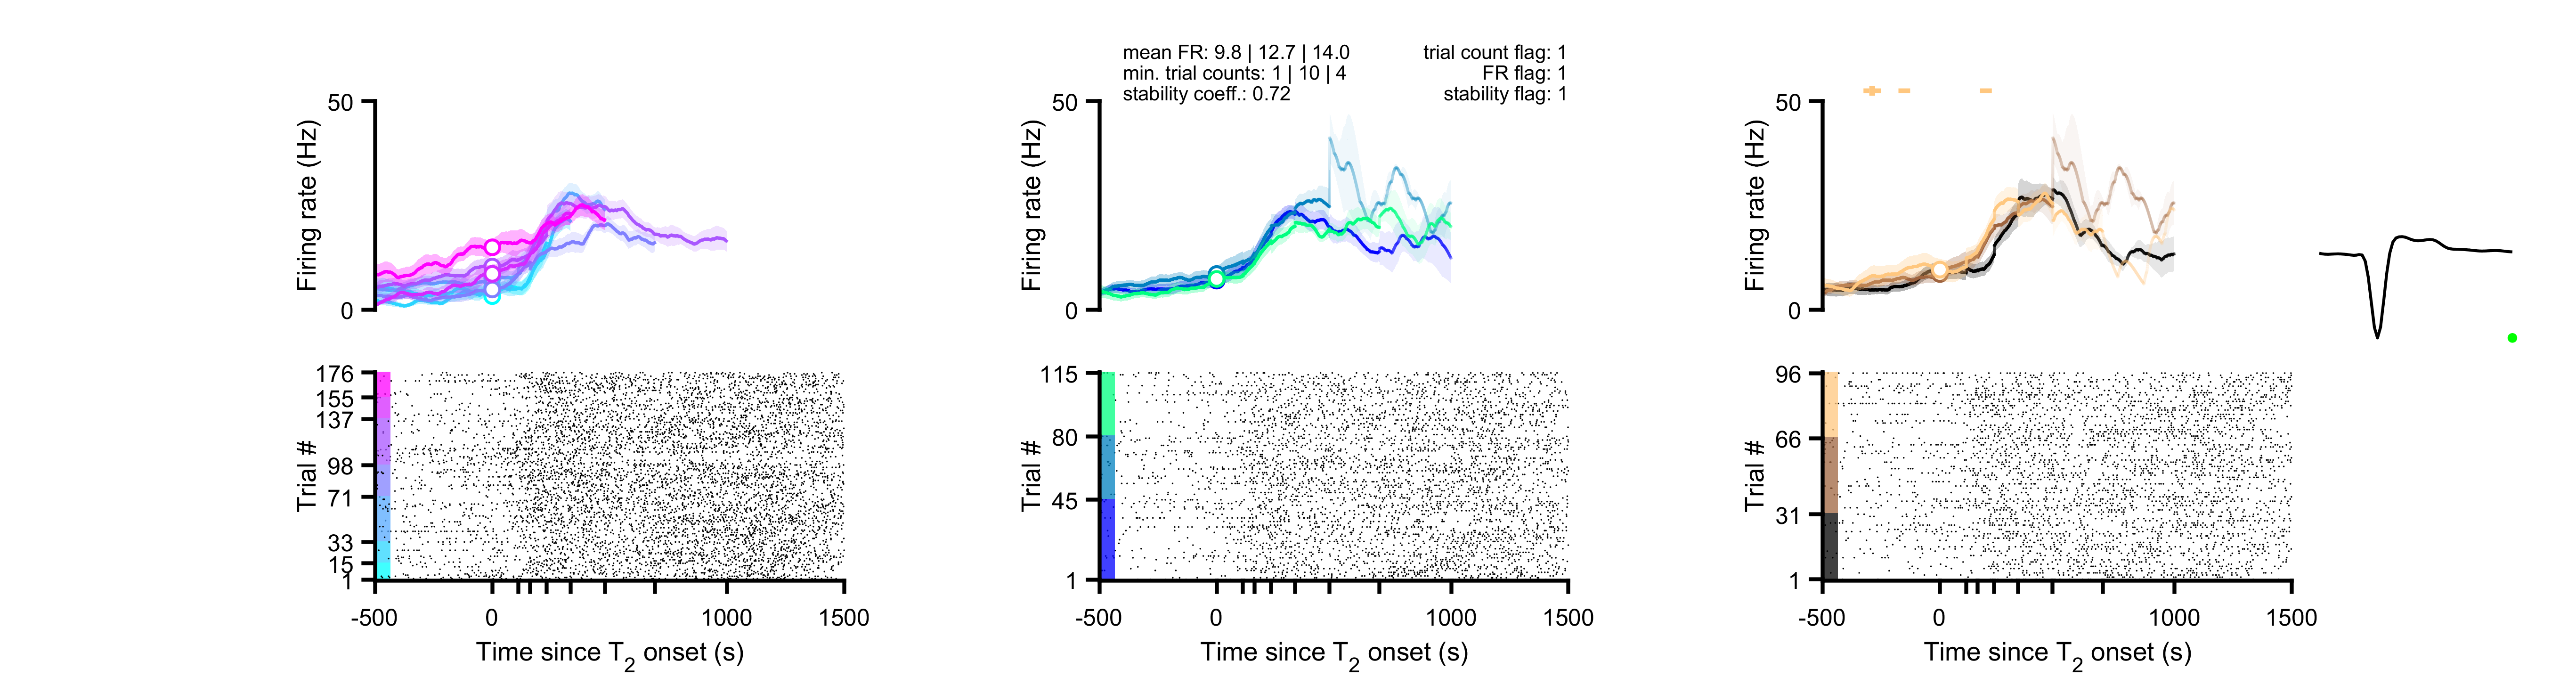 mean FR: 9.8 | 12.7 | 14.0
min. trial counts: 1 | 10 | 4
stability coeff.: 0.72
trial count flag: 1
FR flag: 1
stability flag: 1
50
Firing rate (Hz)
0
50
Firing rate (Hz)
0
50
Firing rate (Hz)
0
176
155
137
98
71
33
15
1
Trial #
-500
0
1000
1500
Time since T2 onset (s)
115
80
45
1
Trial #
-500
0
1000
1500
Time since T2 onset (s)
96
66
31
1
Trial #
-500
0
1000
1500
Time since T2 onset (s)